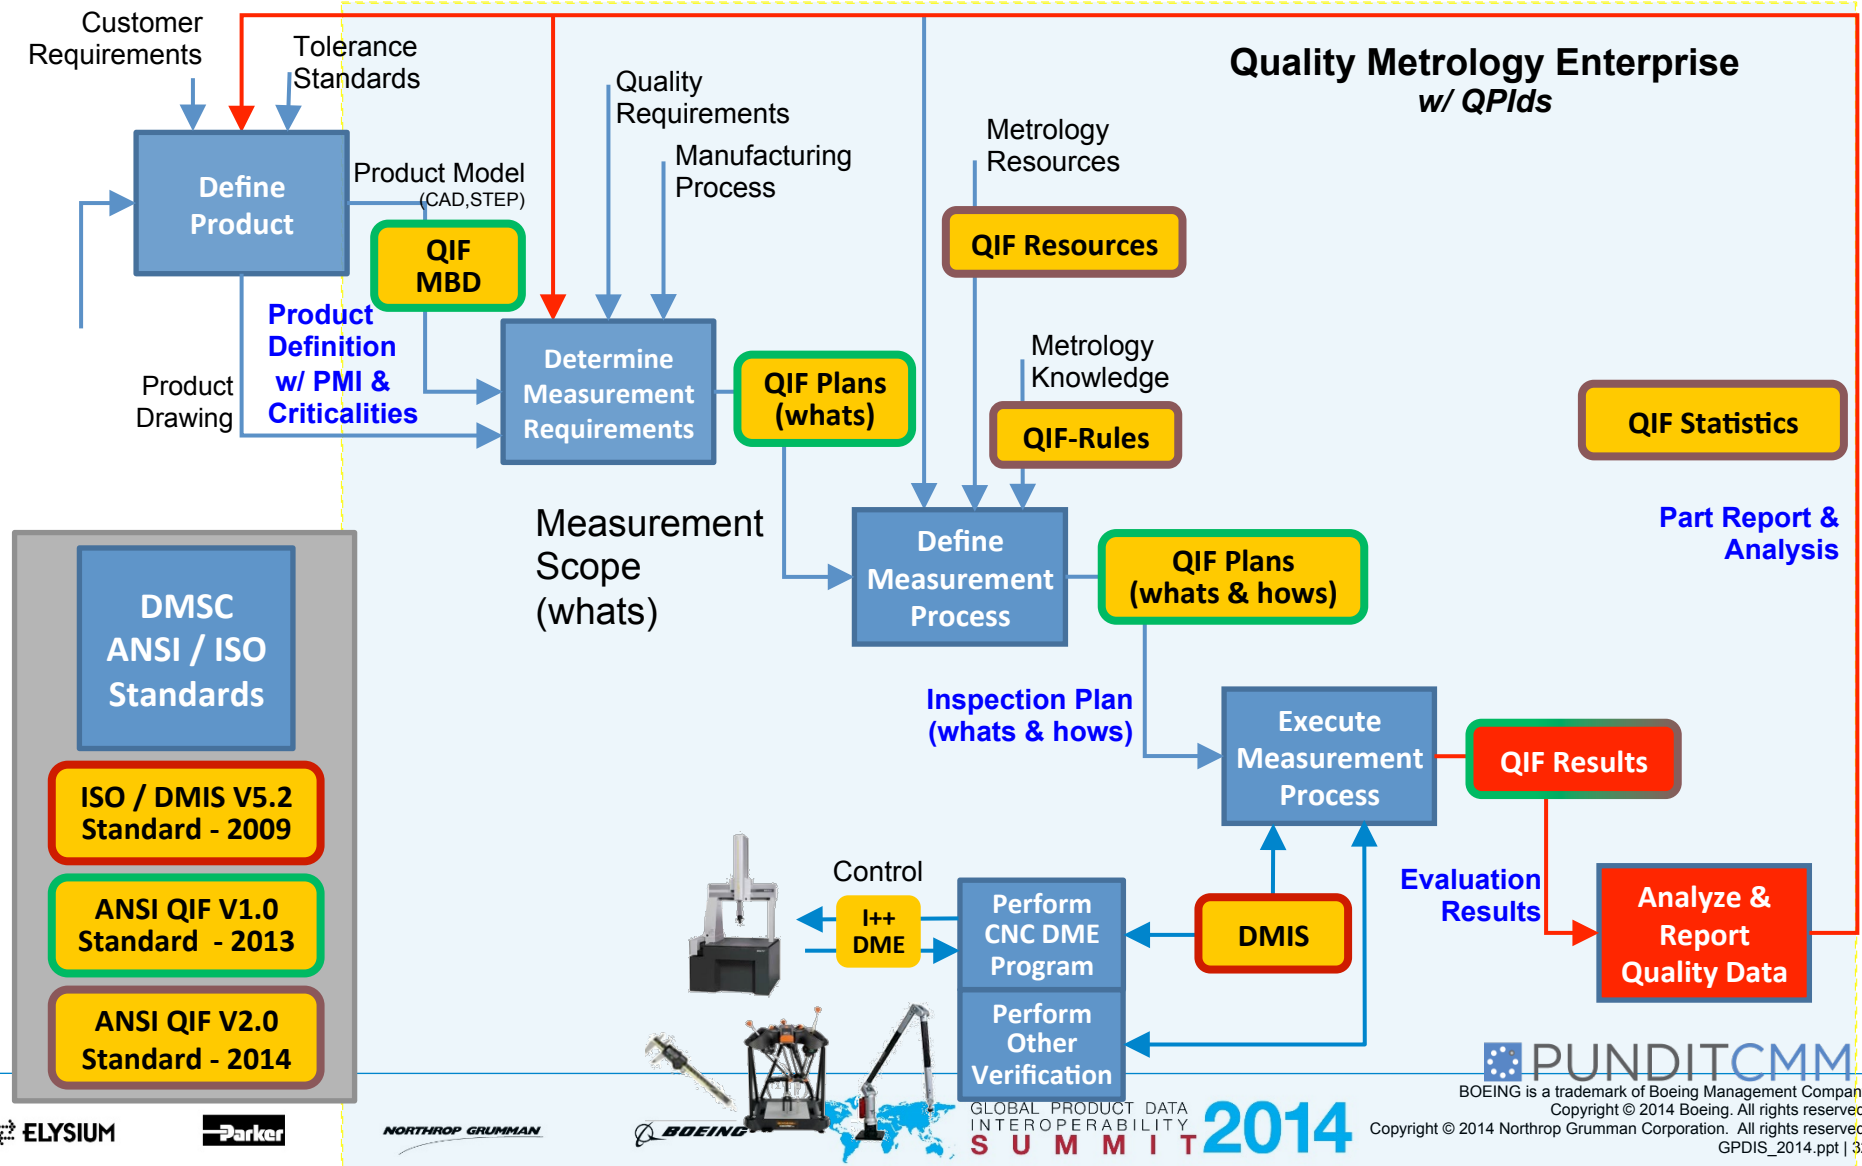 Customer
Requirements
Tolerance
Standards
Quality Metrology Enterprise
w/ QPIds
Quality
Requirements
Manufacturing
Process
Metrology
Resources
Define
Product
Product Model
(CAD,STEP)
QIF
MBD
QIF Resources
Product
Definition
w/ PMI &
Criticalities
Product
Drawing
Determine
Measurement
Requirements
QIF Plans
(whats)
Metrology
Knowledge
QIF-Rules
QIF Statistics
Part Report &
Analysis
Measurement
Scope
(whats)
Define
Measurement
Process
QIF Plans
(whats & hows)
DMSC
ANSI / ISO
Standards
ISO / DMIS V5.2
Standard - 2009
ANSI QIF V1.0
Standard - 2013
ANSI QIF V2.0
Standard - 2014
Inspection Plan
(whats & hows)
Execute
Measurement
Process
QIF Results
Evaluation
Results
Analyze &
Report
Quality Data
Control
I++
DME
Perform
CNC DME
Program
DMIS
Perform
Other
Verification
PUNDITCMM
ELYSIUM
Parker
NORTHROP GRUMMAN
BOEING
GLOBAL PRODUCT DATA
INTEROPERABILITY
SUMMIT
2014
BOEING is a trademark of Boeing Management Compan
Copyright © 2014 Boeing. All rights reserved
Copyright © 2014 Northrop Grumman Corporation. All rights reserved
GPDIS_2014.ppt | 3